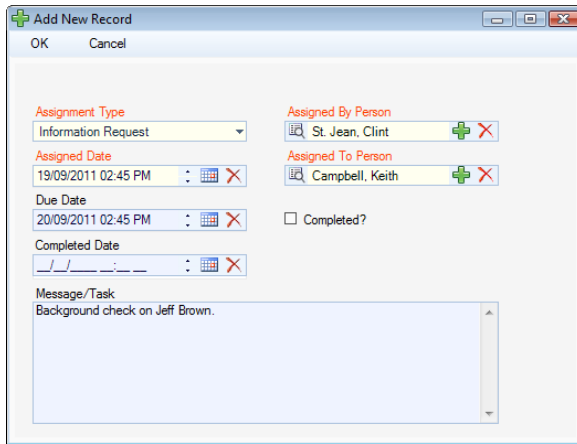 Add New Record
OK Cancel
Assignment Type
Information Request
Assigned By Person
St. Jean, Clint
Assigned Date
19/09/2011 02:45 PM
Assigned To Person
Campbell, Keith
Due Date
20/09/2011 02:45 PM
Completed?
Completed Date
__/__/____ __:__ __
Message/Task
Background check on Jeff Brown.